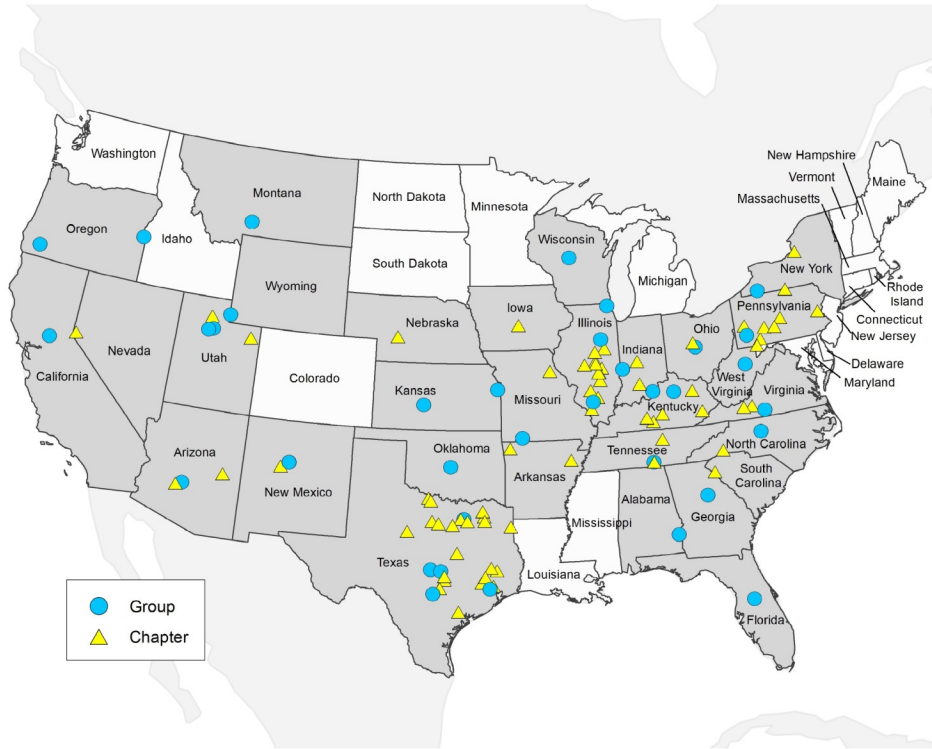 New Hampshire
Washington
Vermont
Maine
Massachusetts
Montana
North Dakota
Minnesota
Oregon
Idaho
Wisconsin
South Dakota
Michigan
New York
Wyoming
Rhode
Island
Iowa
Pennsylvania
Connecticut
Nebraska
Illinois
Ohio
New Jersey
Nevada
Indiana
Utah
Delaware
California
Colorado
West
Virginia
Maryland
Kansas
Missouri
Virginia
Kentucky
Arizona
Oklahoma
Tennessee
North Carolina
New Mexico
Arkansas
South
Carolina
Alabama
Georgia
Mississippi
Texas
Louisiana
Group
Florida
Chapter